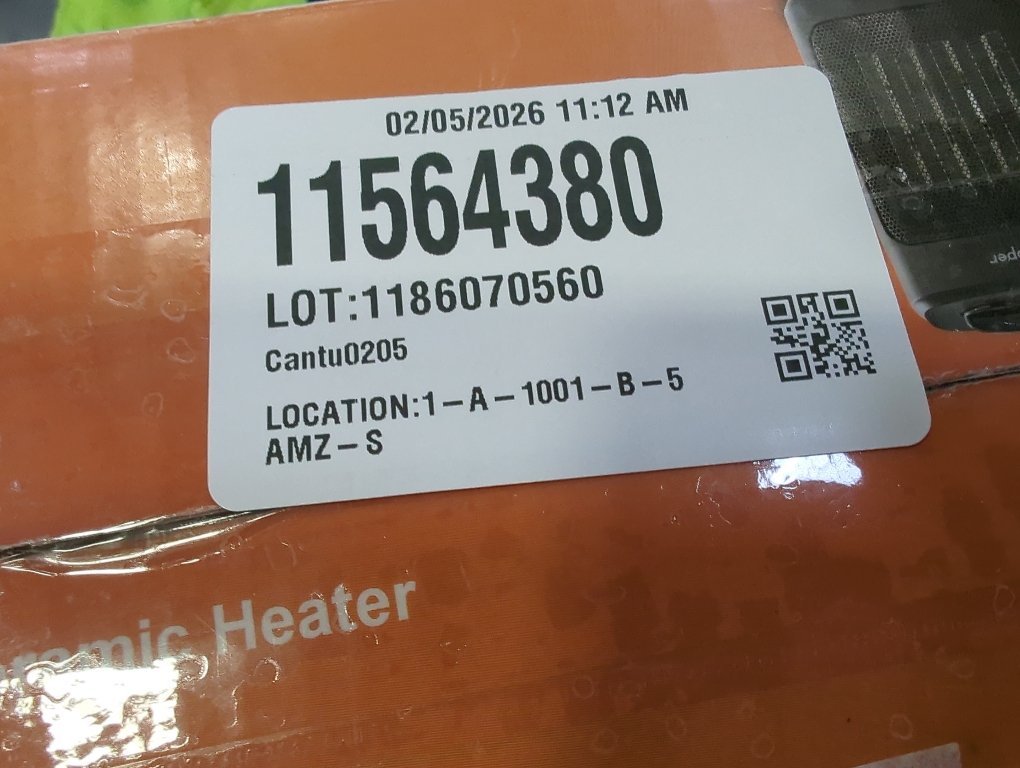 02/05/2026 11:12 AM
11564380
LOT:1186070560
Cantu0205
LOCATION:1-A-1001-B-5
AMZ-S
Heater